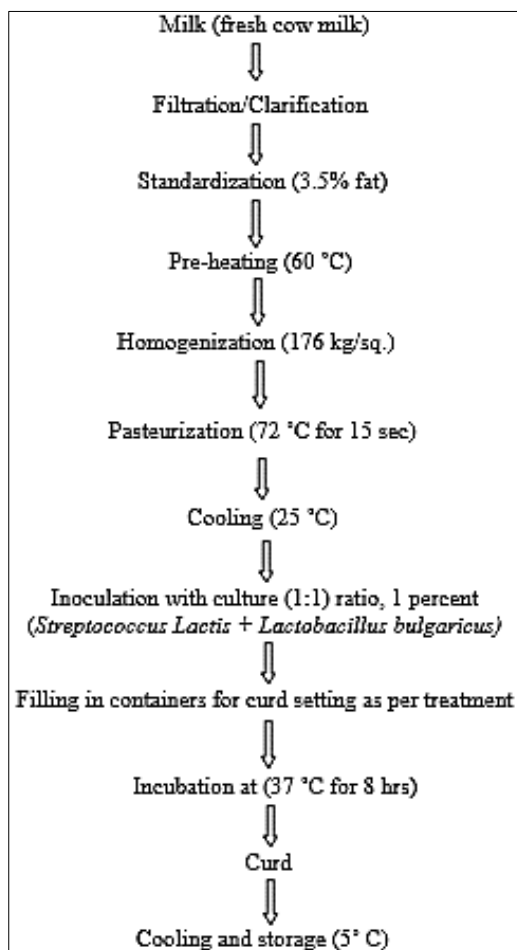 Milk (fresh cow milk)
Filtration/Clarification
Standardization (3.5% fat)
Pre-heating (60 °C)
Homogenization (176 kg/sq.)
Pasteurization (72 °C for 15 sec)
Cooling (25 °C)
Inoculation with culture (1:1) ratio, 1 percent
(Streptococcus Lactis + Lactobacillus bulgaricus)
Filling in containers for curd setting as per treatment
Incubation at (37 °C for 8 hrs)
Curd
Cooling and storage (5° C)